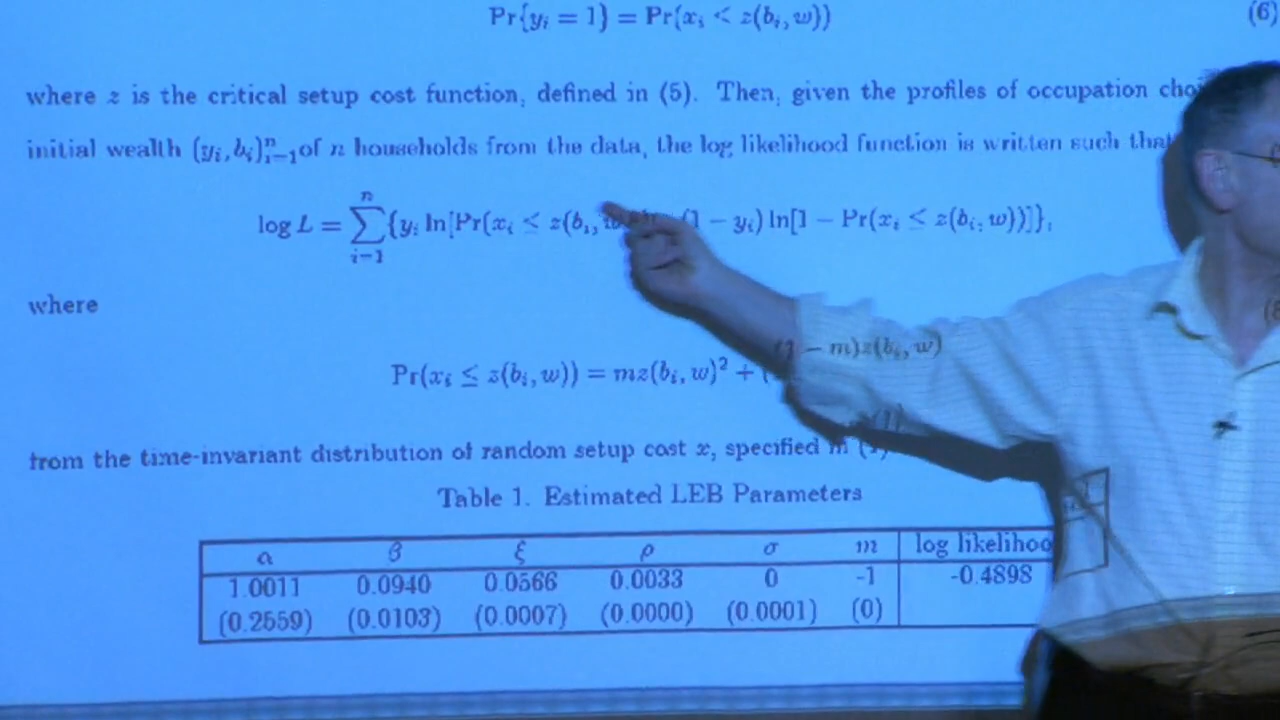 Pr{yᵢ = 1} = Pr(xᵢ < z(bᵢ, w)) (6)
where z is the critical setup cost function, defined in (5). Then, given the profiles of occupation
initial wealth (yᵢ, bᵢ)ⁿᵢ₌₁ of n households from the data, the log likelihood function is written such that
log L = ∑ⁿᵢ₌₁{yᵢ ln[Pr(xᵢ ≤ z(bᵢ, (1 − yᵢ) ln[1 − Pr(xᵢ ≤ z(bᵢ, w))]},
where
Pr(xᵢ ≤ z(bᵢ, w)) = mz(bᵢ, w)² + (1 − m)z(bᵢ, w)
from the time-invariant distribution of random setup cost x, specified in (1)
Table 1. Estimated LEB Parameters
α β ξ ρ σ m log
1.0011 0.0940 0.0566 0.0033 0 -1 -0.4898
(0.2559) (0.0103) (0.0007) (0.0000) (0.0001) (0)